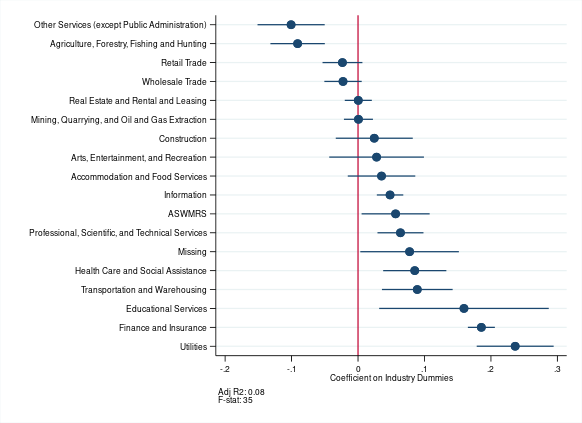 Other Services (except Public Administration)
Agriculture, Forestry, Fishing and Hunting
Retail Trade
Wholesale Trade
Real Estate and Rental and Leasing
Mining, Quarrying, and Oil and Gas Extraction
Construction
Arts, Entertainment, and Recreation
Accommodation and Food Services
Information
ASWMRS
Professional, Scientific, and Technical Services
Missing
Health Care and Social Assistance
Transportation and Warehousing
Educational Services
Finance and Insurance
Utilities
-.2 -.1 0 .1 .2 .3
Coefficient on Industry Dummies
Adj R2: 0.08
F-stat: 35